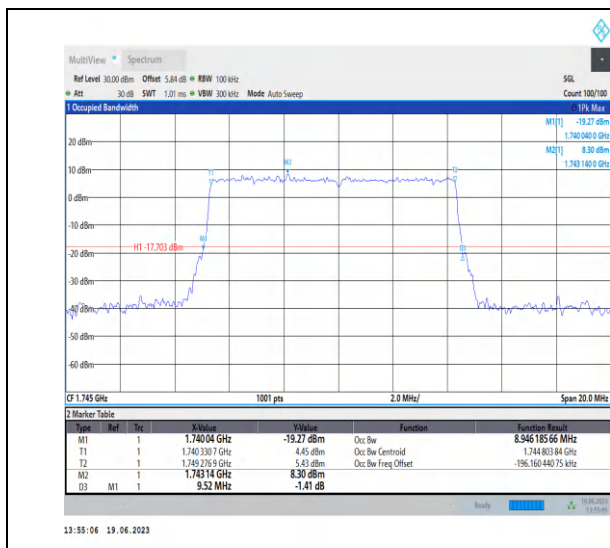 MultiView Spectrum
Ref Level 30.00 dBm Offset 5.84 dB RBW 100 kHz SGL
Att 30 dB SWT 1.01 ms VBW 300 kHz Mode Auto Sweep Count 100/100
1 Occupied Bandwidth 1Pk Max
M1[1] -19.27 dBm
1.740 040 0 GHz
M2[1] 8.30 dBm
1.743 140 0 GHz
20 dBm
10 dBm
0 dBm
-10 dBm
-20 dBm
-30 dBm
-40 dBm
-50 dBm
-60 dBm
T1
M2
T2
M1
D3
H1 -17.703 dBm
CF 1.745 GHz 1001 pts 2.0 MHz/ Span 20.0 MHz
2 Marker Table
Type Ref Trc X-Value Y-Value Function Function Result
M1 1 1.740 04 GHz -19.27 dBm Occ Bw 8.946 185 66 MHz
T1 1 1.740 330 7 GHz 4.45 dBm Occ Bw Centroid 1.744 803 84 GHz
T2 1 1.749 276 9 GHz 5.43 dBm Occ Bw Freq Offset -196.160 440 75 kHz
M2 1 1.743 14 GHz 8.30 dBm
D3 M1 1 9.52 MHz -1.41 dB
Ready 19.06.2023
13:55:05
13:55:06 19.06.2023